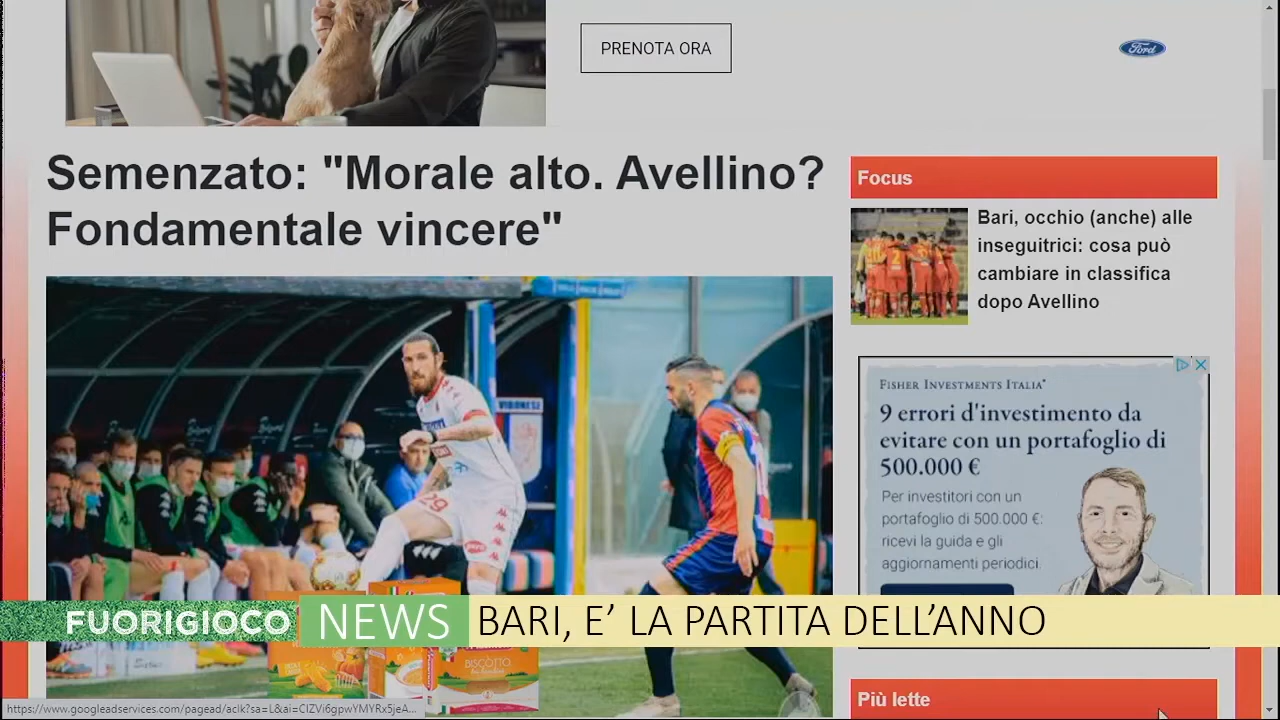 PRENOTA ORA
Ford
Semenzato: "Morale alto. Avellino?
Fondamentale vincere"
Focus
Bari, occhio (anche) alle
inseguitrici: cosa può
cambiare in classifica
dopo Avellino
FISHER INVESTMENTS ITALIA
9 errori d'investimento da
evitare con un portafoglio di
500.000 €
Per investitori con un
portafoglio di 500.000 €:
ricevi la guida e gli
aggiornamenti periodici.
VIBONESE
29
FUORIGIOCO
NEWS
BARI, E’ LA PARTITA DELL’ANNO
BISCOTTO
Più lette